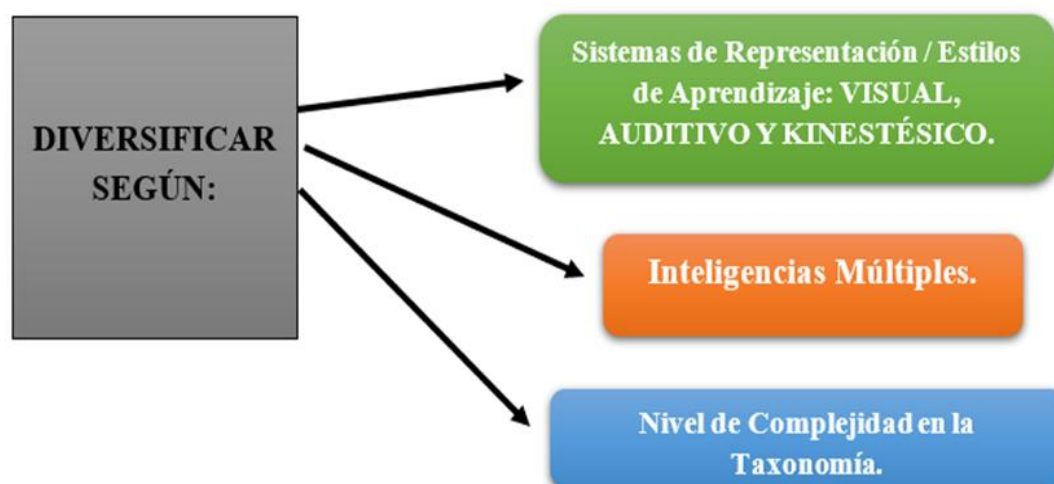 DIVERSIFICAR
SEGÚN:
Sistemas de Representación / Estilos
de Aprendizaje: VISUAL,
AUDITIVO Y KINESTÉSICO.
Inteligencias Múltiples.
Nivel de Complejidad en la
Taxonomía.